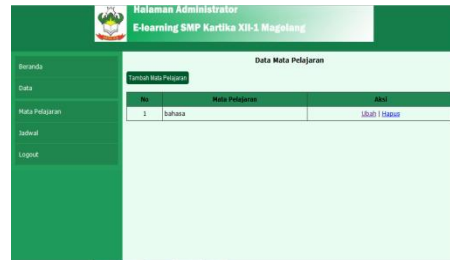 Halaman Administrator
E-learning SMP Kartika XII-1 Magelang
Beranda
Data
Mata Pelajaran
Jadwal
Logout
Data Mata Pelajaran
Tambah Mata Pelajaran
No Mata Pelajaran Aksi
1 bahasa Ubah | Hapus